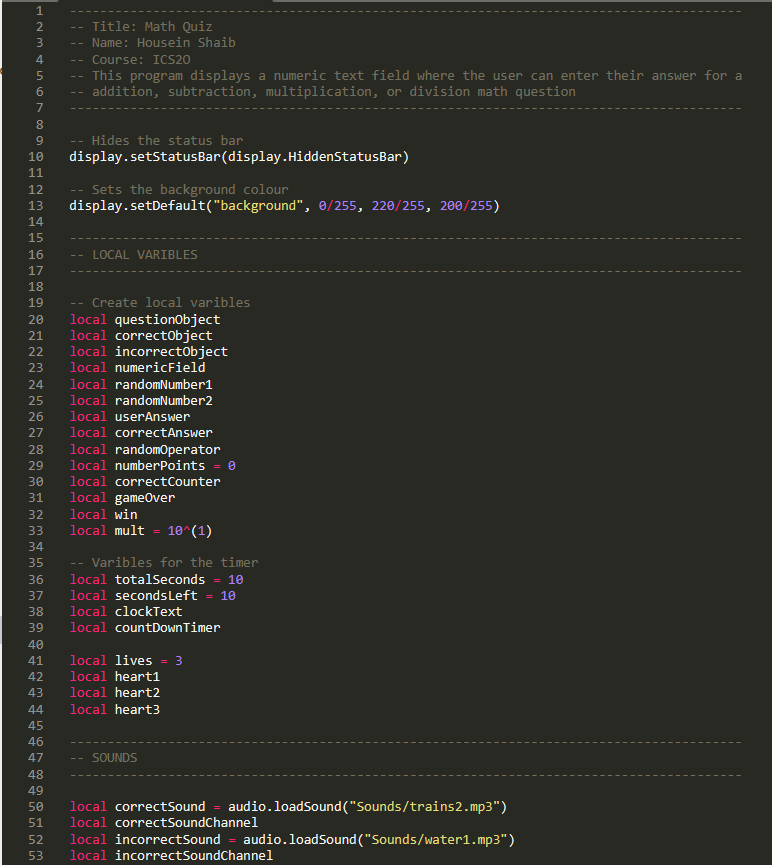 1 --------------------------------------------------------------------------------
2 -- Title: Math Quiz
3 -- Name: Housein Shaib
4 -- Course: ICS2O
5 -- This program displays a numeric text field where the user can enter their answer for a
6 -- addition, subtraction, multiplication, or division math question
7 --------------------------------------------------------------------------------
8
9 -- Hides the status bar
10 display.setStatusBar(display.HiddenStatusBar)
11
12 -- Sets the background colour
13 display.setDefault("background", 0/255, 220/255, 200/255)
14
15 --------------------------------------------------------------------------------
16 -- LOCAL VARIBLES
17 --------------------------------------------------------------------------------
18
19 -- Create local varibles
20 local questionObject
21 local correctObject
22 local incorrectObject
23 local numericField
24 local randomNumber1
25 local randomNumber2
26 local userAnswer
27 local correctAnswer
28 local randomOperator
29 local numberPoints = 0
30 local correctCounter
31 local gameOver
32 local win
33 local mult = 10^(1)
34
35 -- Varibles for the timer
36 local totalSeconds = 10
37 local secondsLeft = 10
38 local clockText
39 local countDownTimer
40
41 local lives = 3
42 local heart1
43 local heart2
44 local heart3
45
46 --------------------------------------------------------------------------------
47 -- SOUNDS
48 --------------------------------------------------------------------------------
49
50 local correctSound = audio.loadSound("Sounds/trains2.mp3")
51 local correctSoundChannel
52 local incorrectSound = audio.loadSound("Sounds/water1.mp3")
53 local incorrectSoundChannel